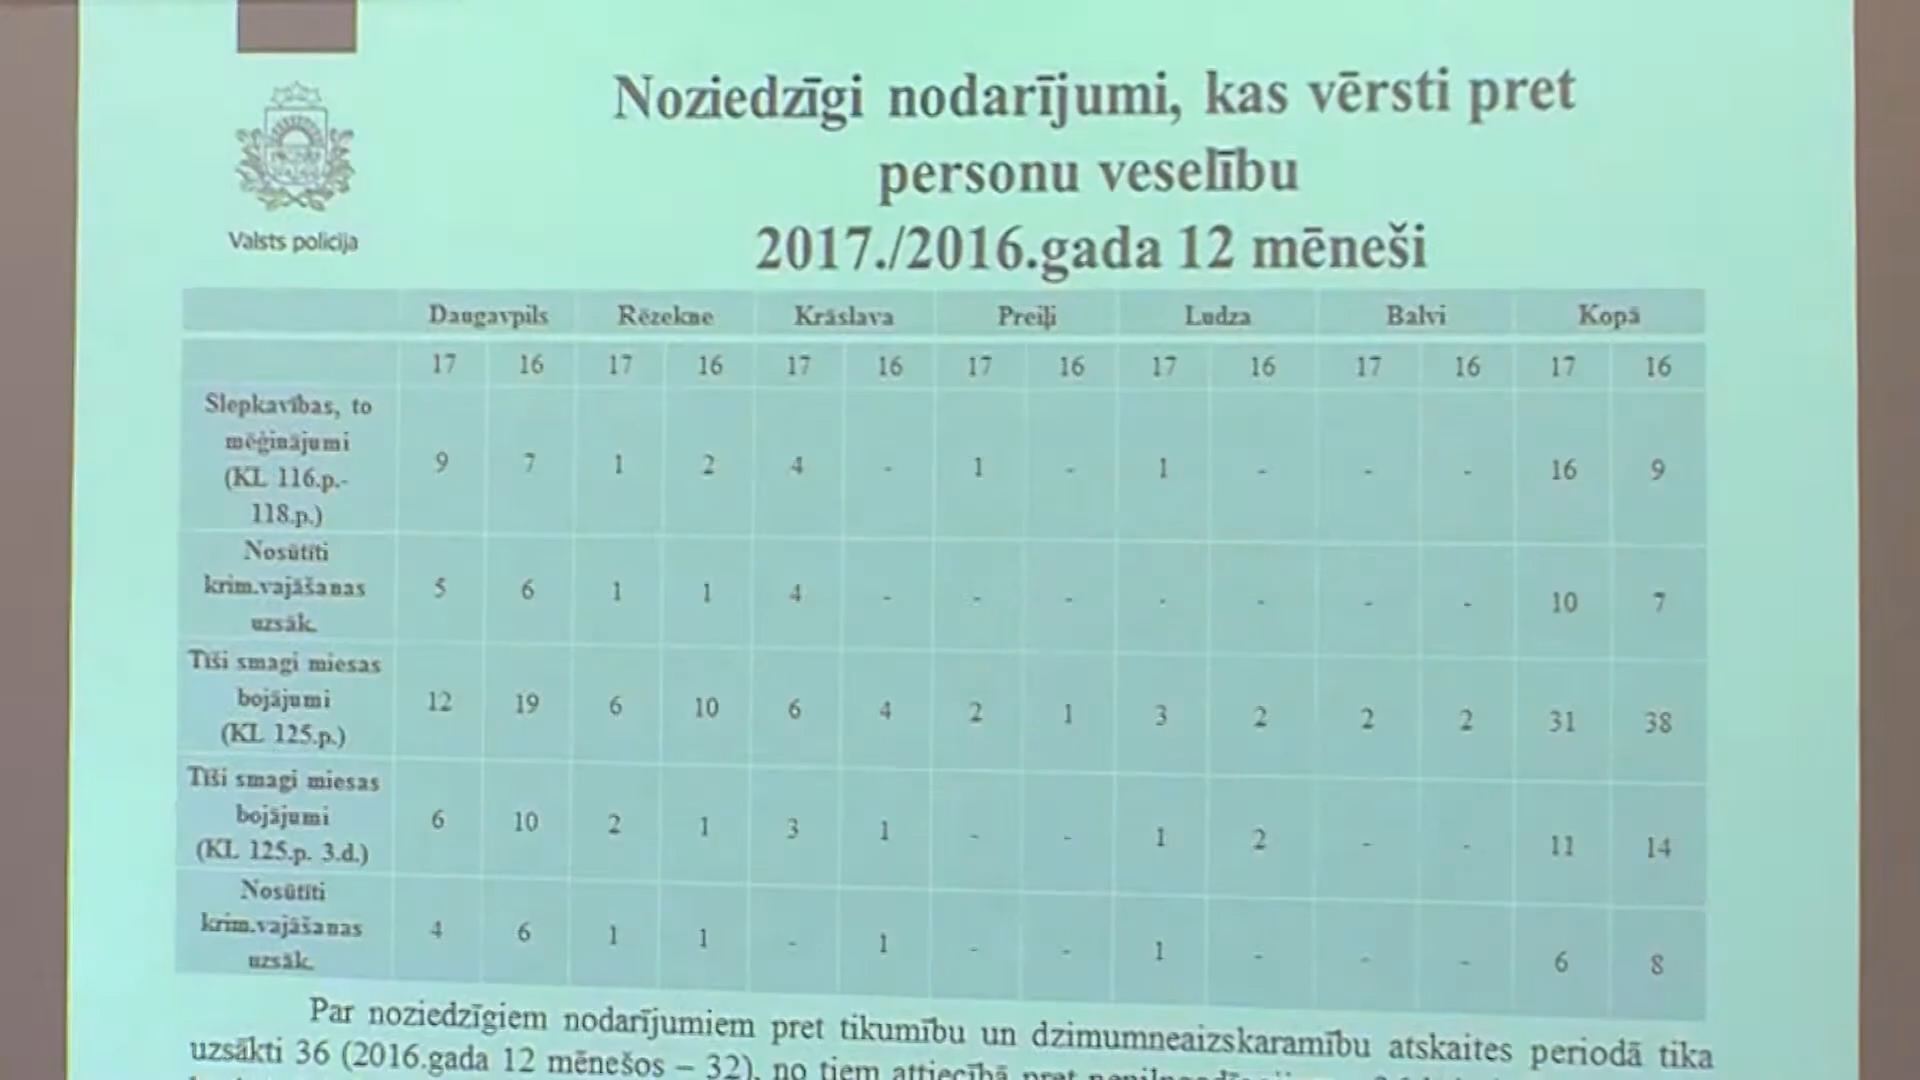 Noziedzīgi nodarījumi, kas vērsti pret
personu veselību
2017./2016.gada 12 mēneši
Valsts policija
Daugavpils Rēzekne Krāslava Preiļi Ludza Balvi Kopā
17 16 17 16 17 16 17 16 17 16 17 16 17 16
Slepkavības, to
mēģinājumi
(KL 116.p.-
118.p.)
9 7 1 2 4 - 1 - 1 - - - 16 9
Nosūtīti
krim.vajāšanas
uzsāk.
5 6 1 1 4 - - - - - - - 10 7
Tīši smagi miesas
bojājumi
(KL 125.p.)
12 19 6 10 6 4 2 1 3 2 2 2 31 38
Tīši smagi miesas
bojājumi
(KL 125.p. 3.d.)
6 10 2 1 3 1 - - 1 2 - - 11 14
Nosūtīti
krim.vajāšanas
uzsāk.
4 6 1 1 - 1 - - 1 - - - 6 8
Par noziedzīgiem nodarījumiem pret tikumību un dzimumneaizskaramību atskaites periodā tika
uzsākti 36 (2016.gada 12 mēnešos – 32), no tiem attiecībā pret